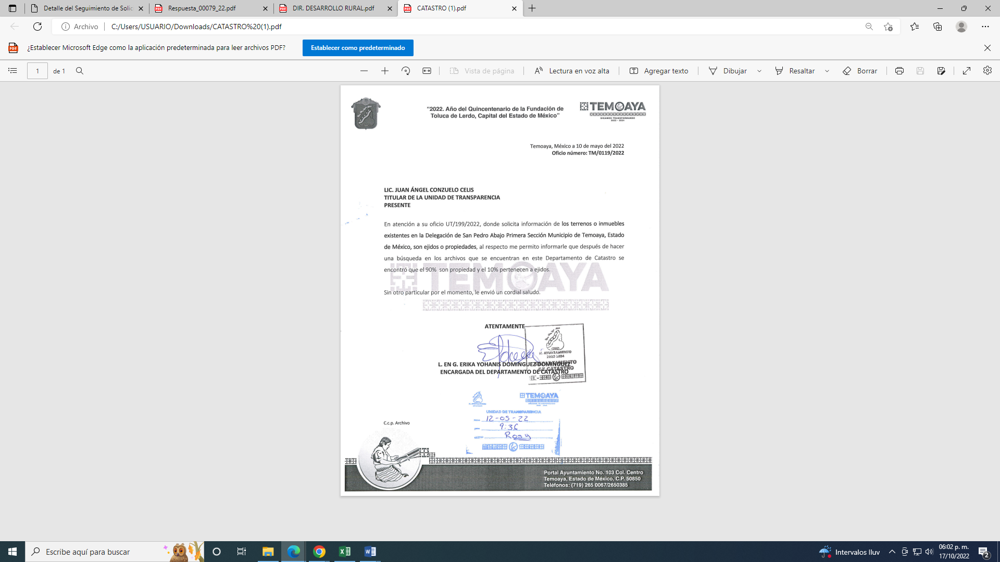 Detalle del Seguimiento de Solic
Respuesta_00079_22.pdf
DIR. DESARROLLO RURAL.pdf
CATASTRO (1).pdf
Archivo
C:/Users/USUARIO/Downloads/CATASTRO%20(1).pdf
¿Establecer Microsoft Edge como la aplicación predeterminada para leer archivos PDF?
Establecer como predeterminado
1 de 1
Vista de página
Lectura en voz alta
Agregar texto
Dibujar
Resaltar
Borrar
“2022. Año del Quincentenario de la Fundación de
Toluca de Lerdo, Capital del Estado de México”
TEMOAYA
SIGAMOS TRANSFORMANDO
2022 - 2024
Temoaya, México a 10 de mayo del 2022
Oficio número: TM/0119/2022
LIC. JUAN ÁNGEL CONZUELO CELIS
TITULAR DE LA UNIDAD DE TRANSPARENCIA
PRESENTE
En atención a su oficio UT/199/2022, donde solicita información de los terrenos o inmuebles
existentes en la Delegación de San Pedro Abajo Primera Sección Municipio de Temoaya, Estado
de México, son ejidos o propiedades, al respecto me permito informarle que después de hacer
una búsqueda en los archivos que se encuentran en este Departamento de Catastro se
encontró que el 90% son propiedad y el 10% pertenecen a ejidos.
TEMOAYA
Sin otro particular por el momento, le envió un cordial saludo.
ATENTAMENTE
H. AYUNTAMIENTO
2022-2024
DEPARTAMENTO
DE CATASTRO
L. EN G. ERIKA YOHANIS DOMINGUEZ DOMINGUEZ
ENCARGADA DEL DEPARTAMENTO DE CATASTRO
TEMOAYA
UNIDAD DE TRANSPARENCIA
12-05-22
9:36
Rosy
C.c.p. Archivo
Portal Ayuntamiento No. 103 Col. Centro
Temoaya, Estado de México, C.P. 50850
Teléfonos: (719) 265 0067/2650385
Escribe aquí para buscar
Intervalos lluv
06:02 p. m.
17/10/2022
2